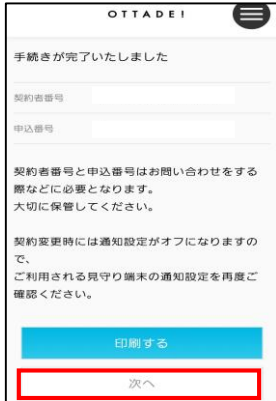 OTTADE!
手続きが完了いたしました
契約者番号
申込番号
契約者番号と申込番号はお問い合わせをする
際などに必要となります。
大切に保管してください。
契約変更時には通知設定がオフになりますの
で、
ご利用される見守り端末の通知設定を再度ご
確認ください。
印刷する
次へ